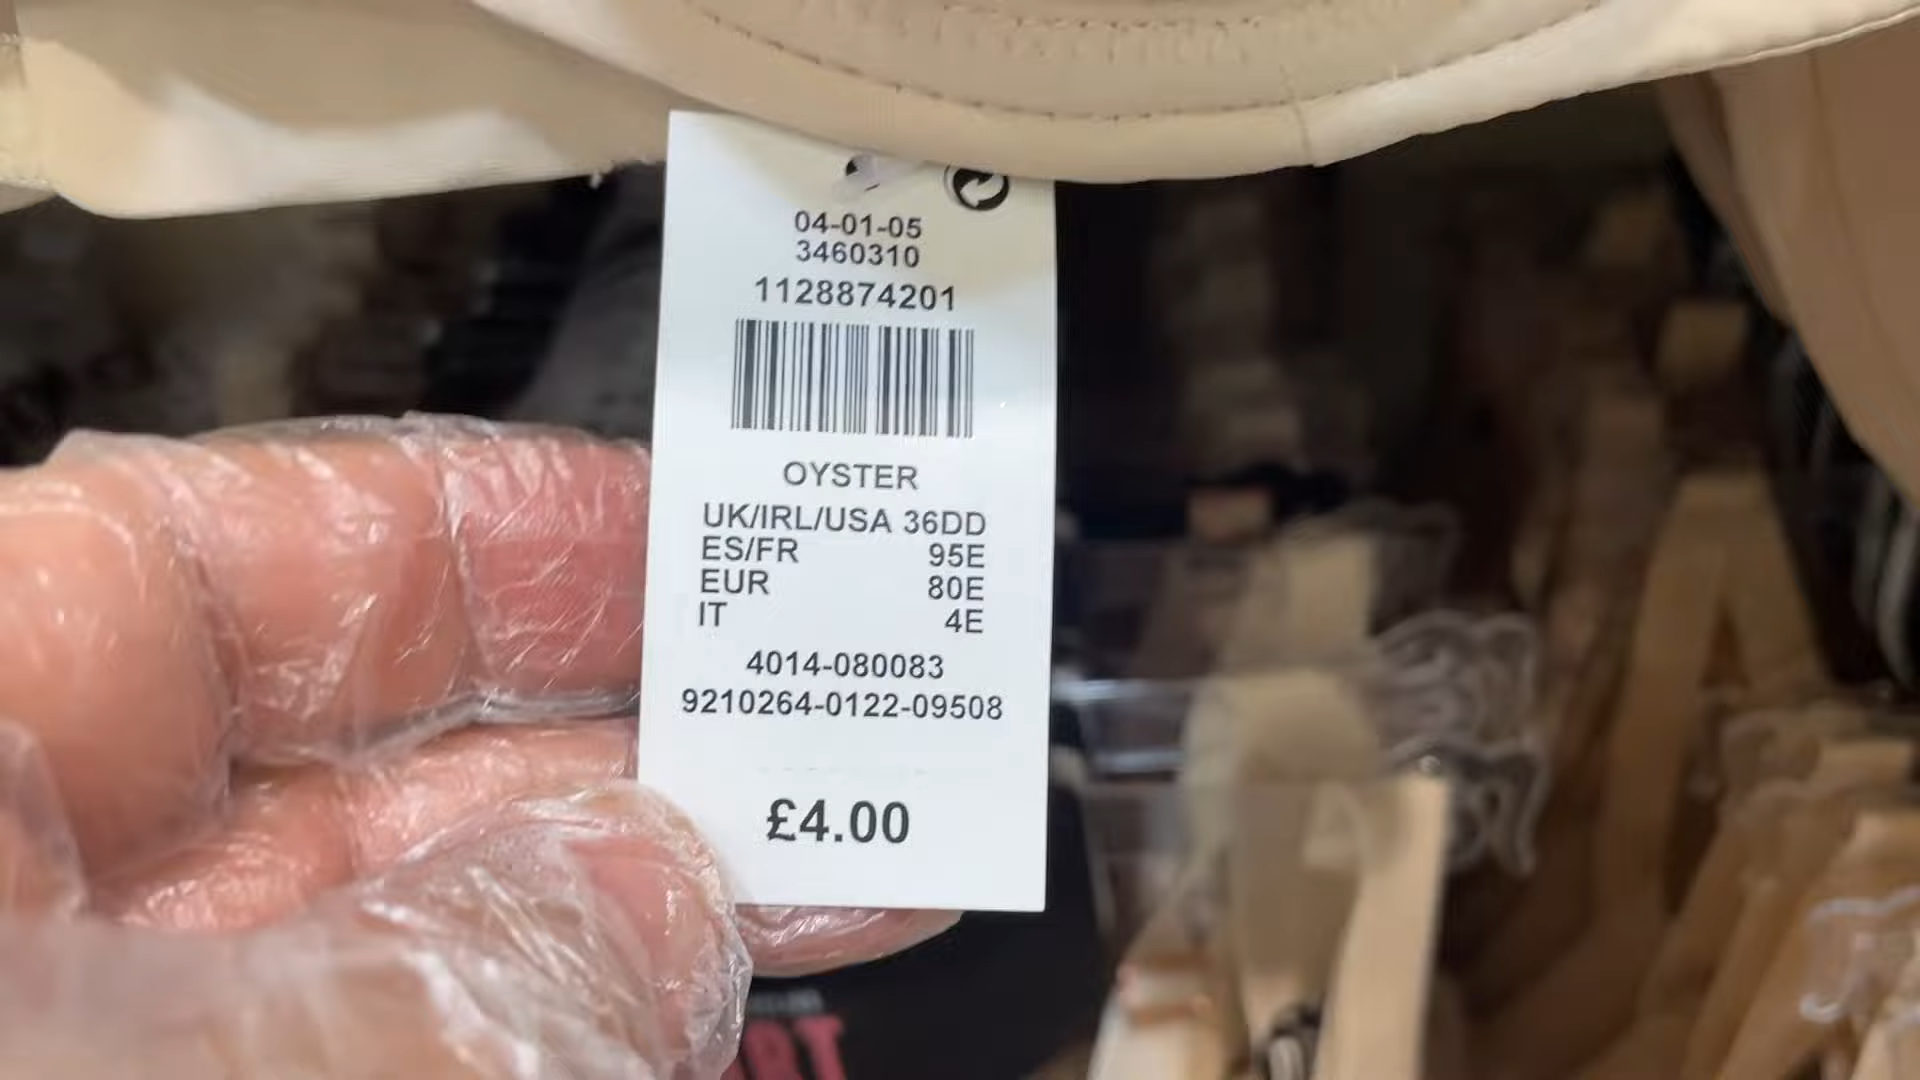 04-01-05
3460310
1128874201
OYSTER
UK/IRL/USA 36DD
ES/FR 95E
EUR 80E
IT 4E
4014-080083
9210264-0122-09508
£4.00